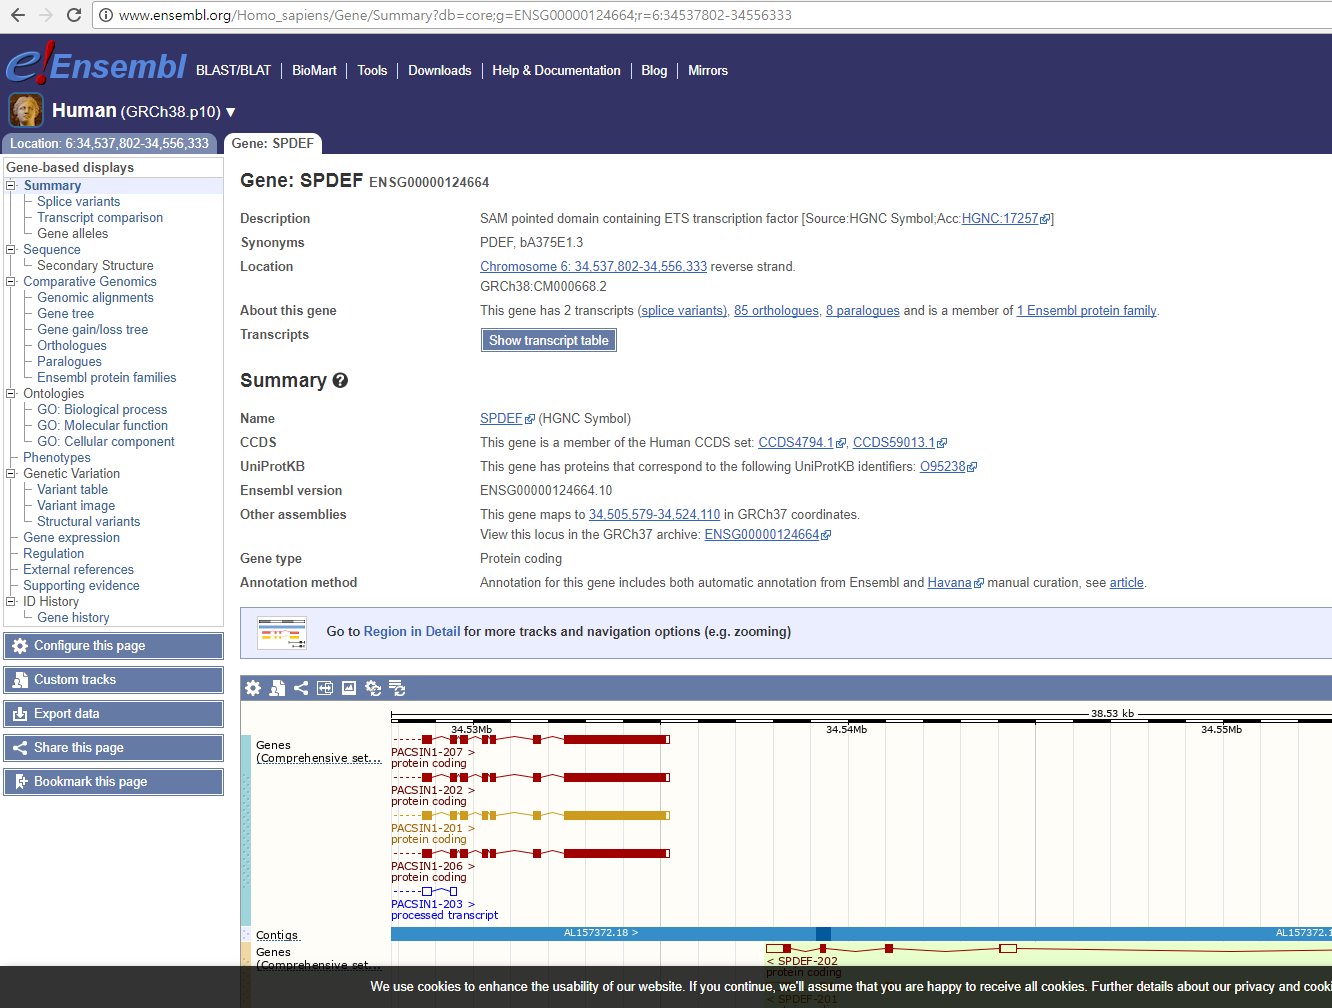 www.ensembl.org/Homo_sapiens/Gene/Summary?db=core;g=ENSG00000124664;r=6:34537802-34556333
e!Ensembl BLAST/BLAT BioMart Tools Downloads Help & Documentation Blog Mirrors
Human (GRCh38.p10) ▼
Location: 6:34,537,802-34,556,333 Gene: SPDEF
Gene-based displays
Summary
Splice variants
Transcript comparison
Gene alleles
Sequence
Secondary Structure
Comparative Genomics
Genomic alignments
Gene tree
Gene gain/loss tree
Orthologues
Paralogues
Ensembl protein families
Ontologies
GO: Biological process
GO: Molecular function
GO: Cellular component
Phenotypes
Genetic Variation
Variant table
Variant image
Structural variants
Gene expression
Regulation
External references
Supporting evidence
ID History
Gene history
Configure this page
Custom tracks
Export data
Share this page
Bookmark this page
Gene: SPDEF ENSG00000124664
Description SAM pointed domain containing ETS transcription factor [Source:HGNC Symbol;Acc:HGNC:17257]
Synonyms PDEF, bA375E1.3
Location Chromosome 6: 34,537,802-34,556,333 reverse strand.
GRCh38:CM000668.2
About this gene This gene has 2 transcripts (splice variants), 85 orthologues, 8 paralogues and is a member of 1 Ensembl protein family.
Transcripts Show transcript table
Summary ?
Name SPDEF (HGNC Symbol)
CCDS This gene is a member of the Human CCDS set: CCDS4794.1, CCDS59013.1
UniProtKB This gene has proteins that correspond to the following UniProtKB identifiers: O95238
Ensembl version ENSG00000124664.10
Other assemblies This gene maps to 34,505,579-34,524,110 in GRCh37 coordinates.
View this locus in the GRCh37 archive: ENSG00000124664
Gene type Protein coding
Annotation method Annotation for this gene includes both automatic annotation from Ensembl and Havana manual curation, see article.
Go to Region in Detail for more tracks and navigation options (e.g. zooming)
38.53 kb
34.53Mb 34.54Mb 34.55Mb
Genes
(Comprehensive set...
PACSIN1-207 >
protein coding
PACSIN1-202 >
protein coding
PACSIN1-201 >
protein coding
PACSIN1-206 >
protein coding
PACSIN1-203 >
processed transcript
Contigs AL157372.18 > AL157372.1
Genes
(Comprehensive set...
< SPDEF-202
protein coding
< SPDEF-201
We use cookies to enhance the usability of our website. If you continue, we'll assume that you are happy to receive all cookies. Further details about our privacy and cooki